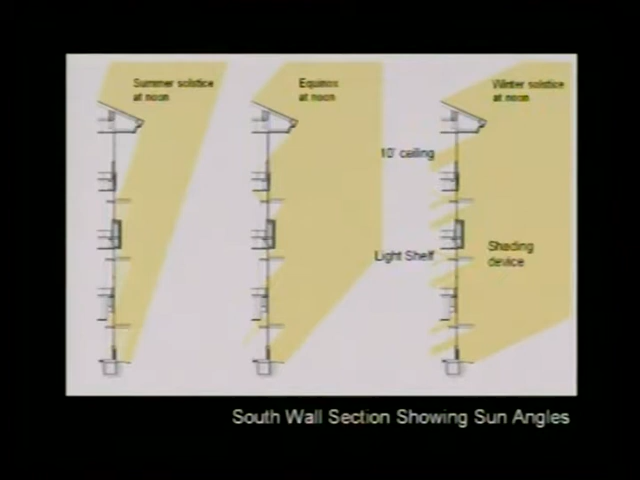 Summer solstice
at noon
Equinox
at noon
Winter solstice
at noon
10' ceiling
Light Shelf
Shading
device
South Wall Section Showing Sun Angles